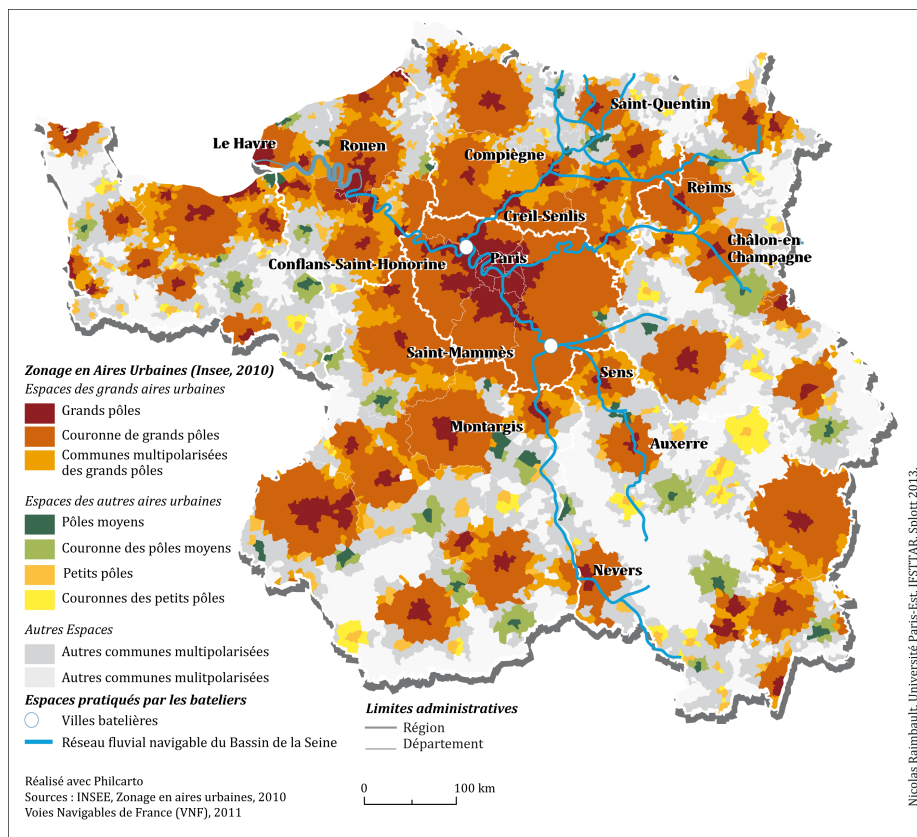 Saint-Quentin
Le Havre
Rouen
Compiègne
Reims
Creil-Senlis
Châlon-en-
Champagne
Paris
Conflans-Saint-Honorine
Saint-Mammès
Sens
Montargis
Auxerre
Nevers
Zonage en Aires Urbaines (Insee, 2010)
Espaces des grands aires urbaines
Grands pôles
Couronne de grands pôles
Communes multipolarisées
des grands pôles
Espaces des autres aires urbaines
Pôles moyens
Couronne des pôles moyens
Petits pôles
Couronnes des petits pôles
Autres Espaces
Autres communes multipolarisées
Autres communes mulitpolarisées
Espaces pratiqués par les bateliers
Villes batelières
Réseau fluvial navigable du Bassin de la Seine
Limites administratives
Région
Département
Réalisé avec Philcarto
Sources : INSEE, Zonage en aires urbaines, 2010
Voies Navigables de France (VNF), 2011
0 100 km
Nicolas Raimbault, Université Paris-Est, IFSTTAR, Splott 2013.